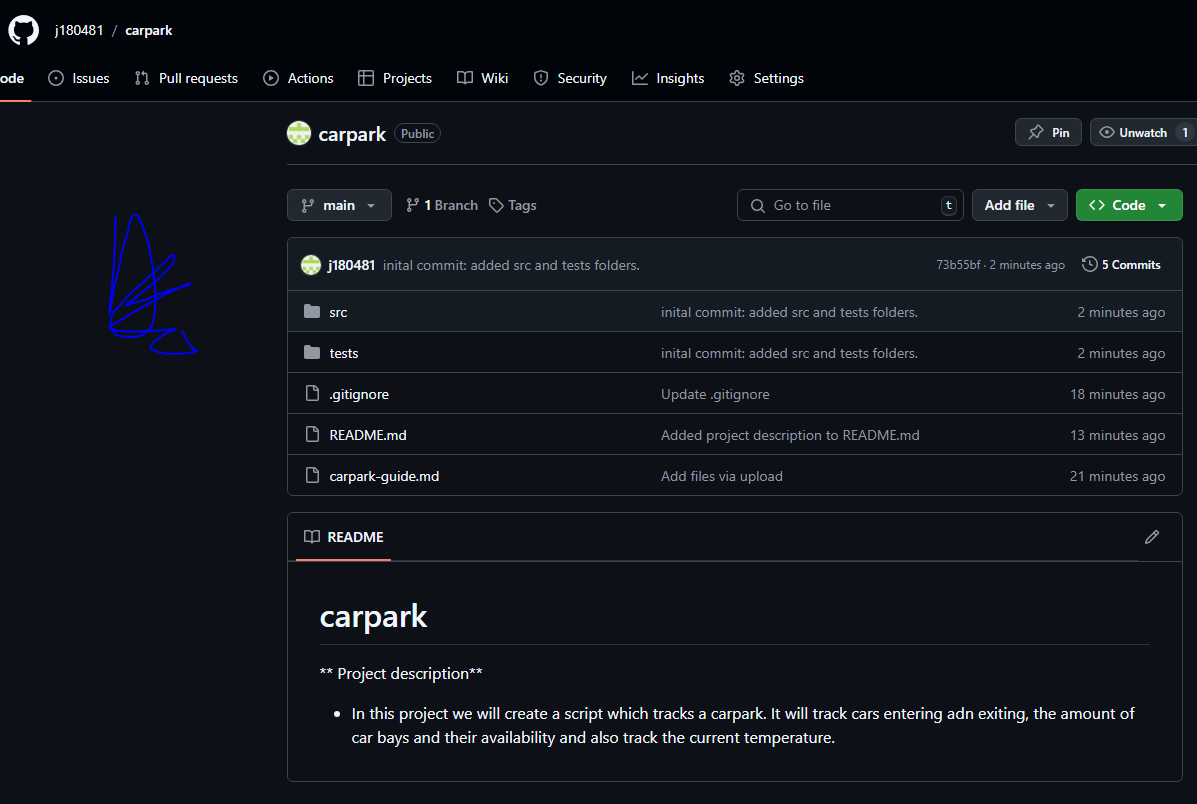 j180481 / carpark
ode Issues Pull requests Actions Projects Wiki Security Insights Settings
carpark Public Pin Unwatch 1
main 1 Branch Tags Go to file t Add file Code
j180481 inital commit: added src and tests folders. 73b55bf · 2 minutes ago 5 Commits
src inital commit: added src and tests folders. 2 minutes ago
tests inital commit: added src and tests folders. 2 minutes ago
.gitignore Update .gitignore 18 minutes ago
README.md Added project description to README.md 13 minutes ago
carpark-guide.md Add files via upload 21 minutes ago
README
carpark
** Project description**
• In this project we will create a script which tracks a carpark. It will track cars entering adn exiting, the amount of
car bays and their availability and also track the current temperature.